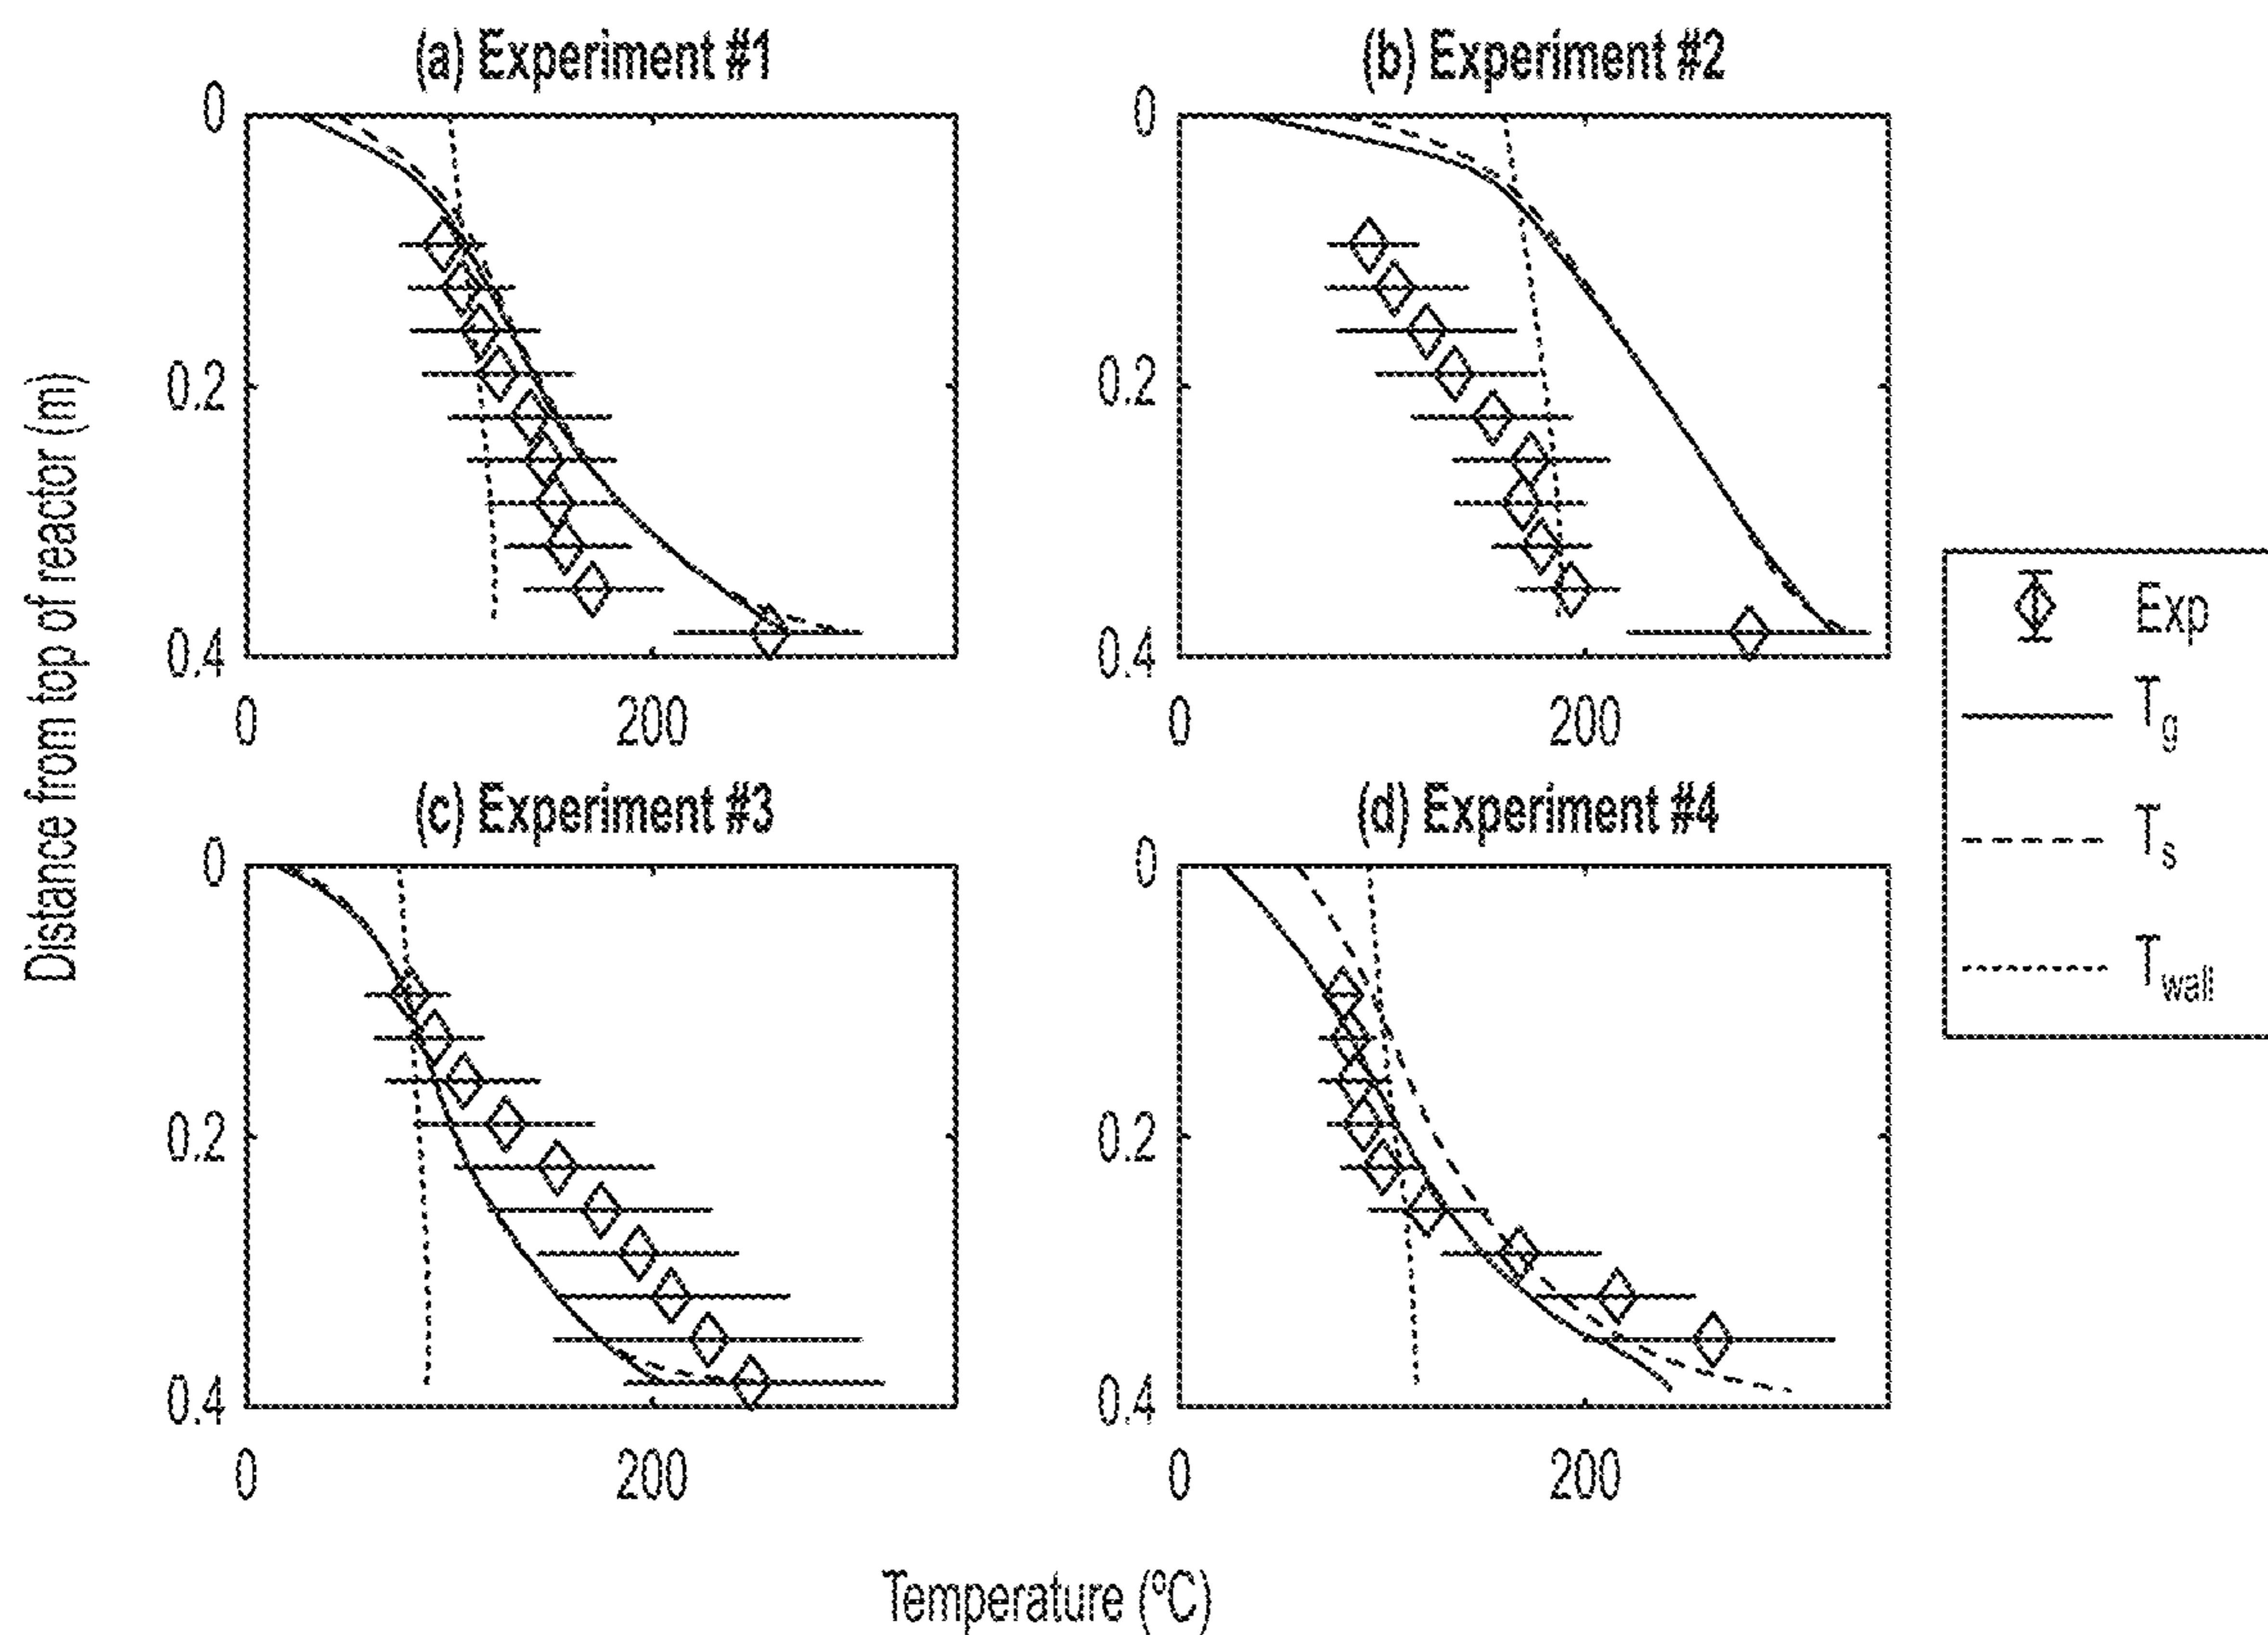 (a) Experiment #1
(b) Experiment #2
0
0.2
0.4
0
200
0
0.2
0.4
0
200
Distance from top of reactor (m)
(c) Experiment #3
(d) Experiment #4
0
0.2
0.4
0
200
0
0.2
0.4
0
200
Temperature (ºC)
Exp
Tg
Ts
Twall